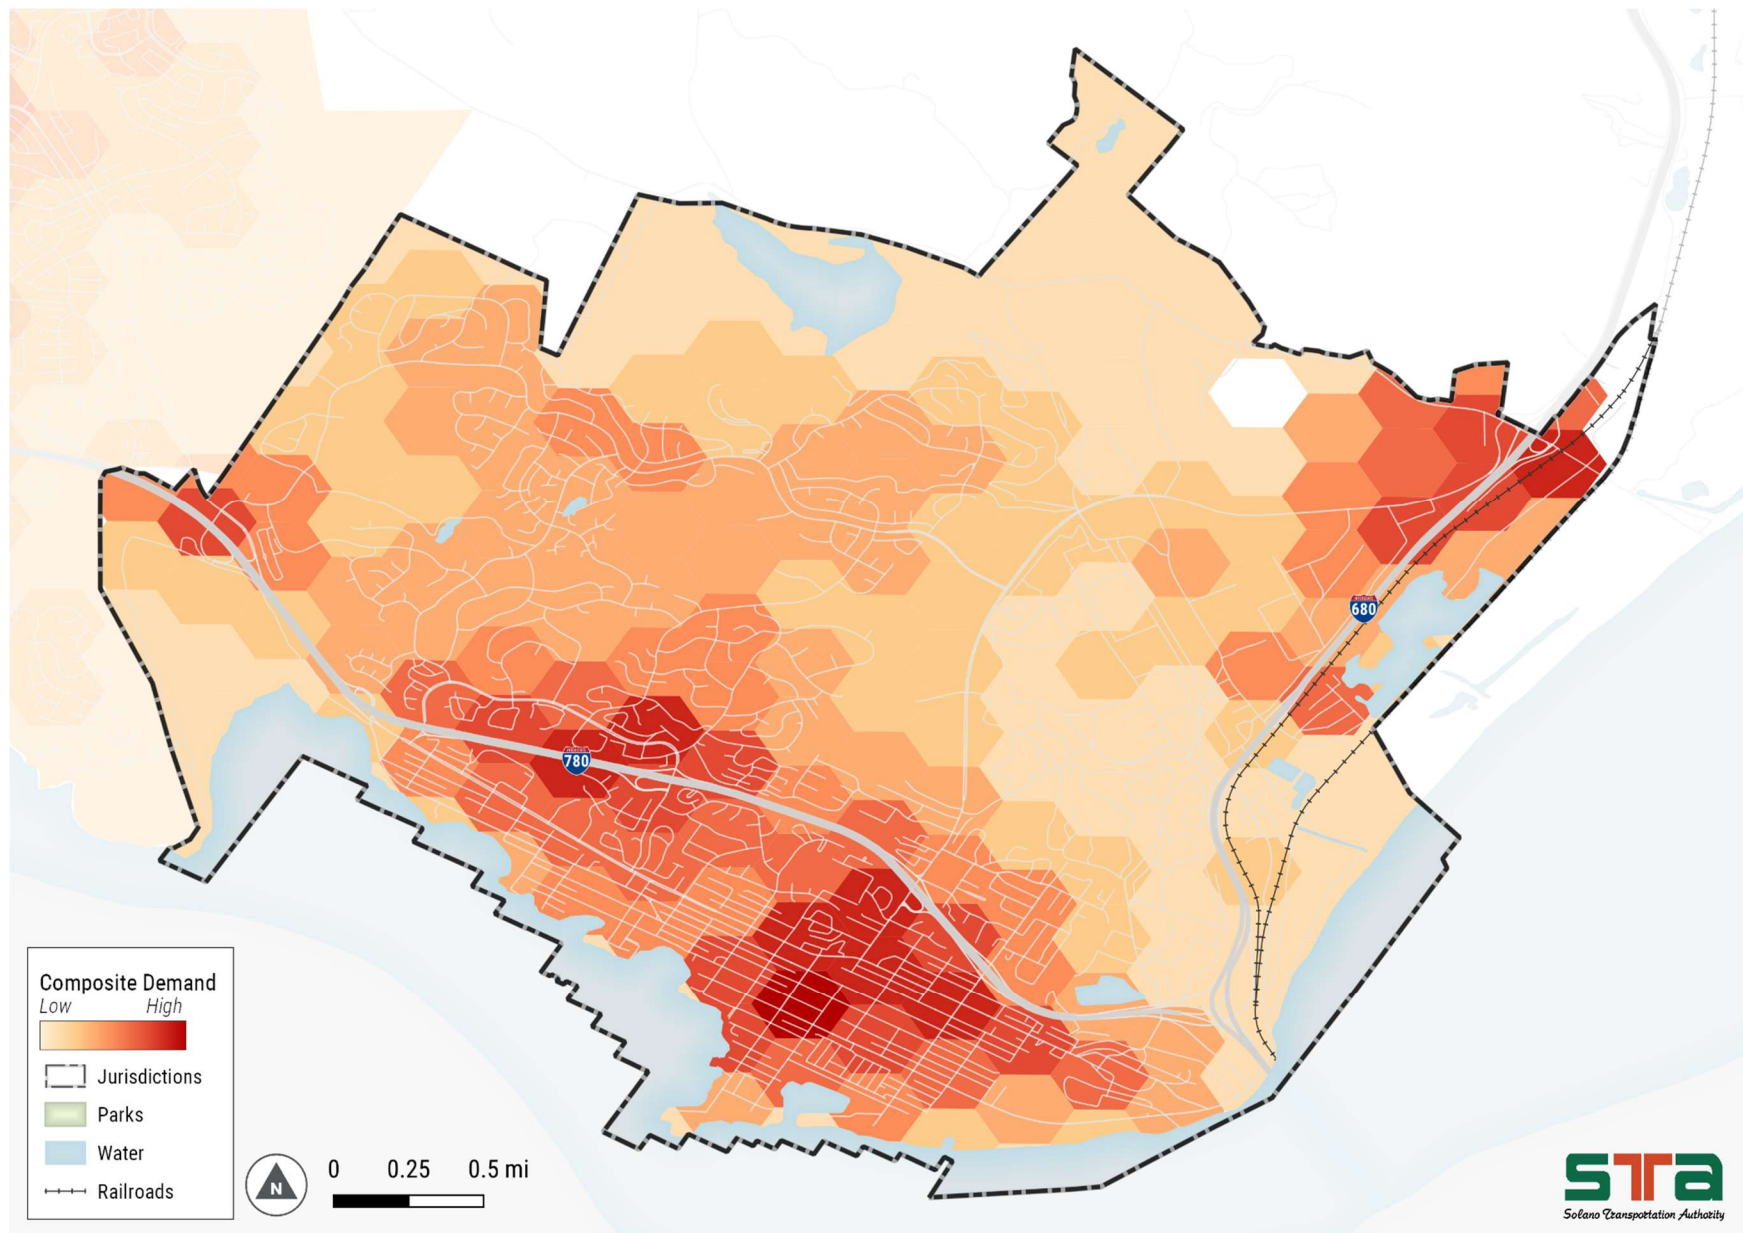 680
780
Composite Demand
Low High
Jurisdictions
Parks
Water
Railroads
N
0 0.25 0.5 mi
STA
Solano Transportation Authority